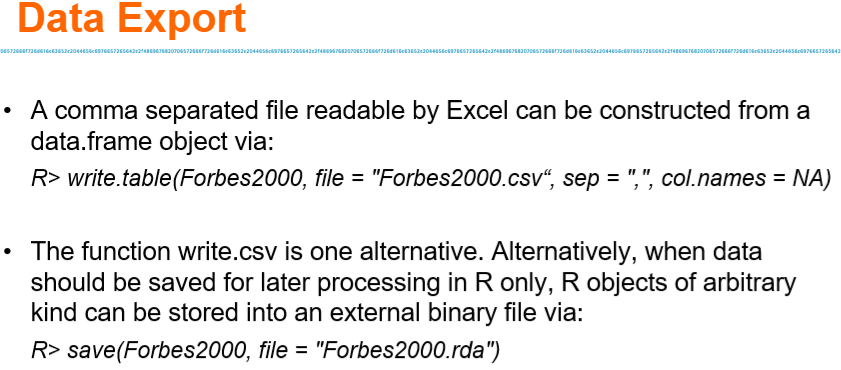 Data Export
• A comma separated file readable by Excel can be constructed from a
data.frame object via:
R> write.table(Forbes2000, file = "Forbes2000.csv“, sep = ",", col.names = NA)
• The function write.csv is one alternative. Alternatively, when data
should be saved for later processing in R only, R objects of arbitrary
kind can be stored into an external binary file via:
R> save(Forbes2000, file = "Forbes2000.rda")